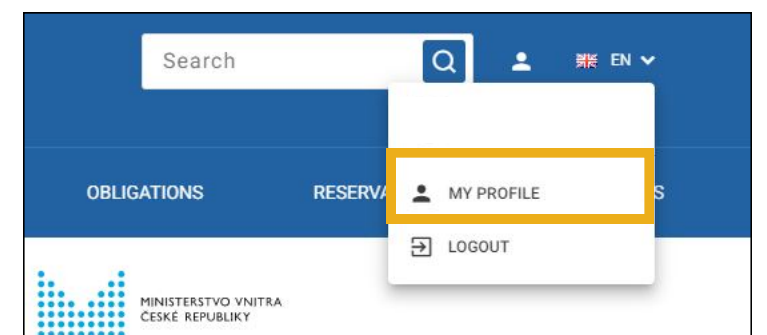 Search
EN
OBLIGATIONS
MY PROFILE
LOGOUT
MINISTERSTVO VNITRA
ČESKÉ REPUBLIKY